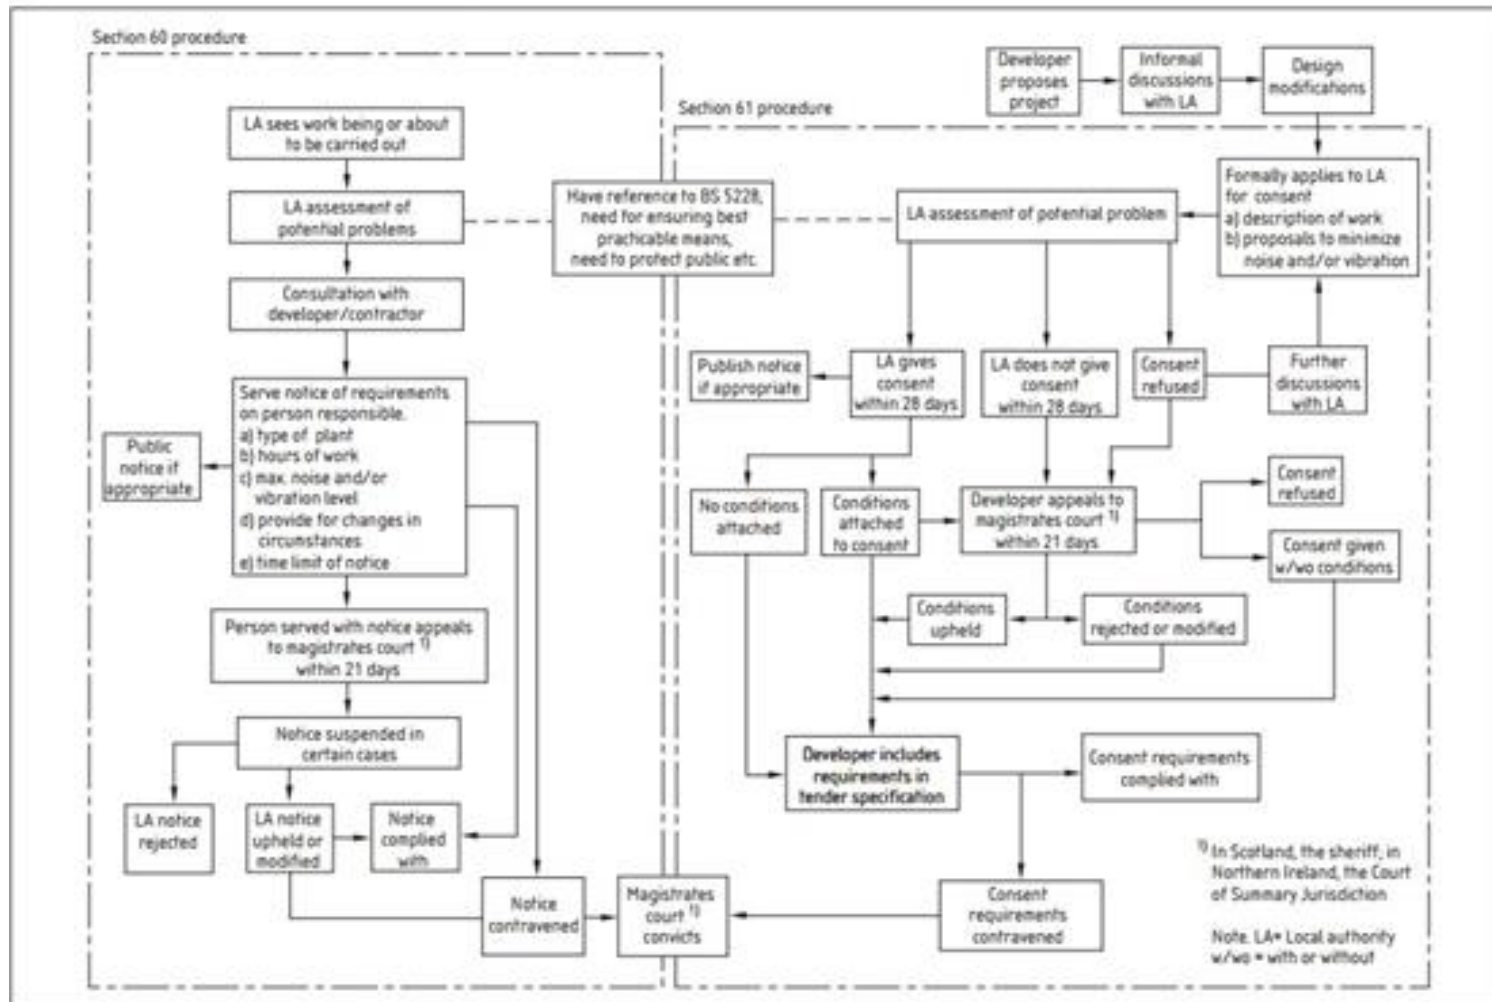 Section 60 procedure
LA sees work being or about
to be carried out
LA assessment of
potential problems
Consultation with
developer/contractor
Serve notice of requirements
on person responsible.
a) type of plant
b) hours of work
c) max. noise and/or
vibration level
d) provide for changes in
circumstances
e) time limit of notice
Public
notice if
appropriate
Person served with notice appeals
to magistrates court 1)
within 21 days
Notice suspended in
certain cases
LA notice
rejected
LA notice
upheld or
modified
Notice
complied
with
Notice
contravened
Magistrates
court 1)
convicts
Have reference to BS 5228,
need for ensuring best
practicable means,
need to protect public etc.
Section 61 procedure
Developer
proposes
project
Informal
discussions
with LA
Design
modifications
Formally applies to LA
for consent
a) description of work
b) proposals to minimize
noise and/or vibration
LA assessment of potential problem
Publish notice
if appropriate
LA gives
consent
within 28 days
LA does not give
consent
within 28 days
Consent
refused
Further
discussions
with LA
No conditions
attached
Conditions
attached
to consent
Developer appeals to
magistrates court 1)
within 21 days
Consent
refused
Consent given
w/wo conditions
Conditions
upheld
Conditions
rejected or modified
Developer includes
requirements in
tender specification
Consent requirements
complied with
Consent
requirements
contravened
1) In Scotland, the sheriff; in
Northern Ireland, the Court
of Summary Jurisdiction
Note. LA= Local authority
w/wo = with or without